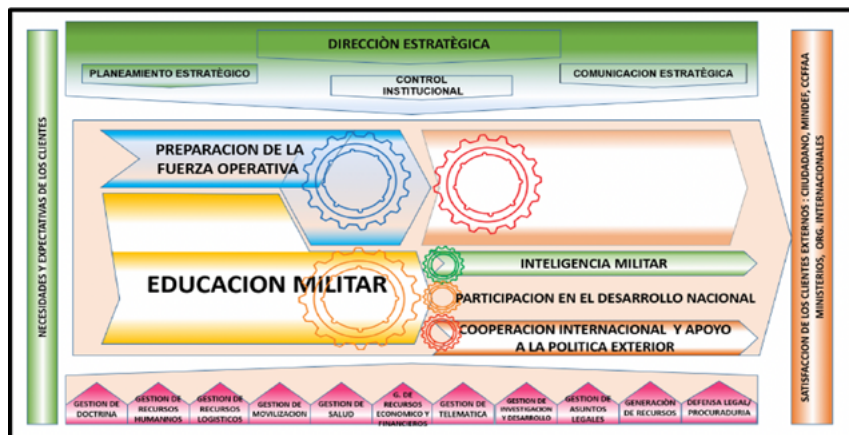 DIRECCIÒN ESTRATÈGICA
PLANEAMIENTO ESTRATÈGICO
CONTROL
INSTITUCIONAL
COMUNICACION ESTRATÈGICA
NECESIDADES Y EXPECTATIVAS DE LOS CLIENTES
PREPARACION DE LA
FUERZA OPERATIVA
EDUCACION MILITAR
INTELIGENCIA MILITAR
PARTICIPACION EN EL DESARROLLO NACIONAL
COOPERACION INTERNACIONAL Y APOYO
A LA POLITICA EXTERIOR
SATISFACCION DE LOS CLIENTES EXTERNOS : CIIUDADANO, MINDEF, CCFFAA
MINISTERIOS, ORG. INTERNACIONALES
GESTION DE
DOCTRINA
GESTION DE
RECURSOS
HUMANNOS
GESTION DE
RECURSOS
LOGISTICOS
GESTION DE
MOVILIZACION
GESTION DE
SALUD
G. DE
RECURSOS
ECONOMICO Y
FINANCIEROS
GESTION DE
TELEMATICA
GESTION DE
INVESTIGACION
Y DESARROLLO
GESTION DE
ASUNTOS
LEGALES
GENERACIÒN
DE RECURSOS
DEFENSA LEGAL/
PROCURADURIA